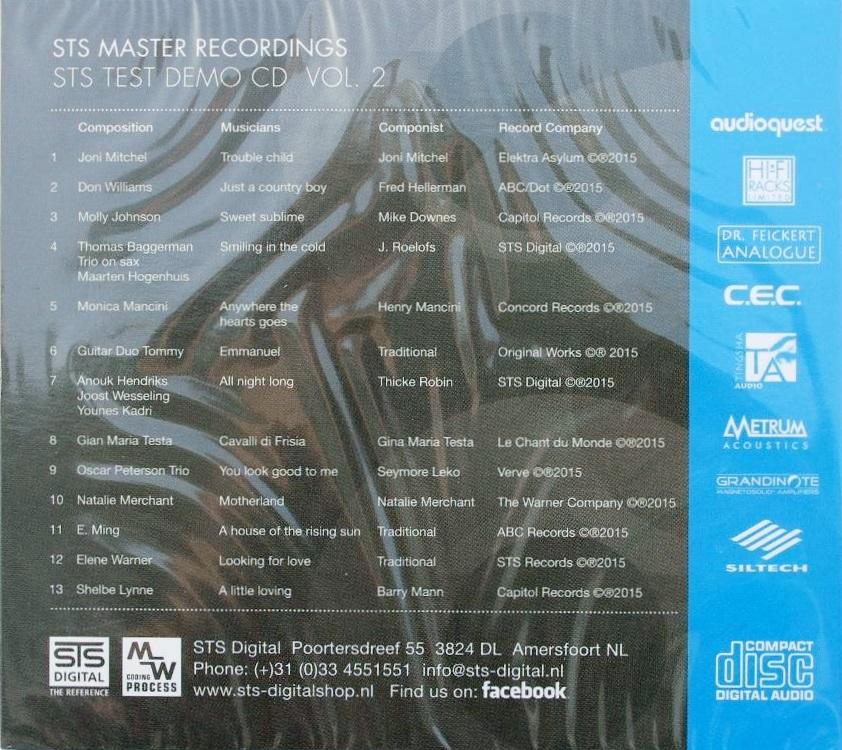 STS MASTER RECORDINGS
STS TEST DEMO CD VOL. 2
Composition Musicians Componist Record Company
1 Joni Mitchel Trouble child Joni Mitchel Elektra Asylum ©®2015
2 Don Williams Just a country boy Fred Hellerman ABC/Dot ©®2015
3 Molly Johnson Sweet sublime Mike Downes Capitol Records ©®2015
4 Thomas Baggerman Smiling in the cold J. Roelofs STS Digital ©®2015
Trio on sax
Maarten Hogenhuis
5 Monica Mancini Anywhere the Henry Mancini Concord Records ©®2015
hearts goes
6 Guitar Duo Tommy Emmanuel Traditional Original Works ©® 2015
7 Anouk Hendriks All night long Thicke Robin STS Digital ©®2015
Joost Wesseling
Younes Kadri
8 Gian Maria Testa Cavalli di Frisia Gina Maria Testa Le Chant du Monde ©®2015
9 Oscar Peterson Trio You look good to me Seymore Leko Verve ©®2015
10 Natalie Merchant Motherland Natalie Merchant The Warner Company ©®2015
11 E. Ming A house of the rising sun Traditional ABC Records ©®2015
12 Elene Warner Looking for love Traditional STS Records ©®2015
13 Shelbe Lynne A little loving Barry Mann Capitol Records ©®2015
STS
DIGITAL
THE REFERENCE
MW
CODING
PROCESS
STS Digital Poortersdreef 55 3824 DL Amersfoort NL
Phone: (+)31 (0)33 4551551 info@sts-digital.nl
www.sts-digitalshop.nl Find us on: facebook
audioquest
HI-FI
RACKS
LIMITED
DR. FEICKERT
ANALOGUE
C.E.C.
TINGSHA
TA
AUDIO
METRUM
ACOUSTICS
GRANDINOTE
MAGNETOSOLID AMPLIFIERS
SILTECH
COMPACT
disc
DIGITAL AUDIO